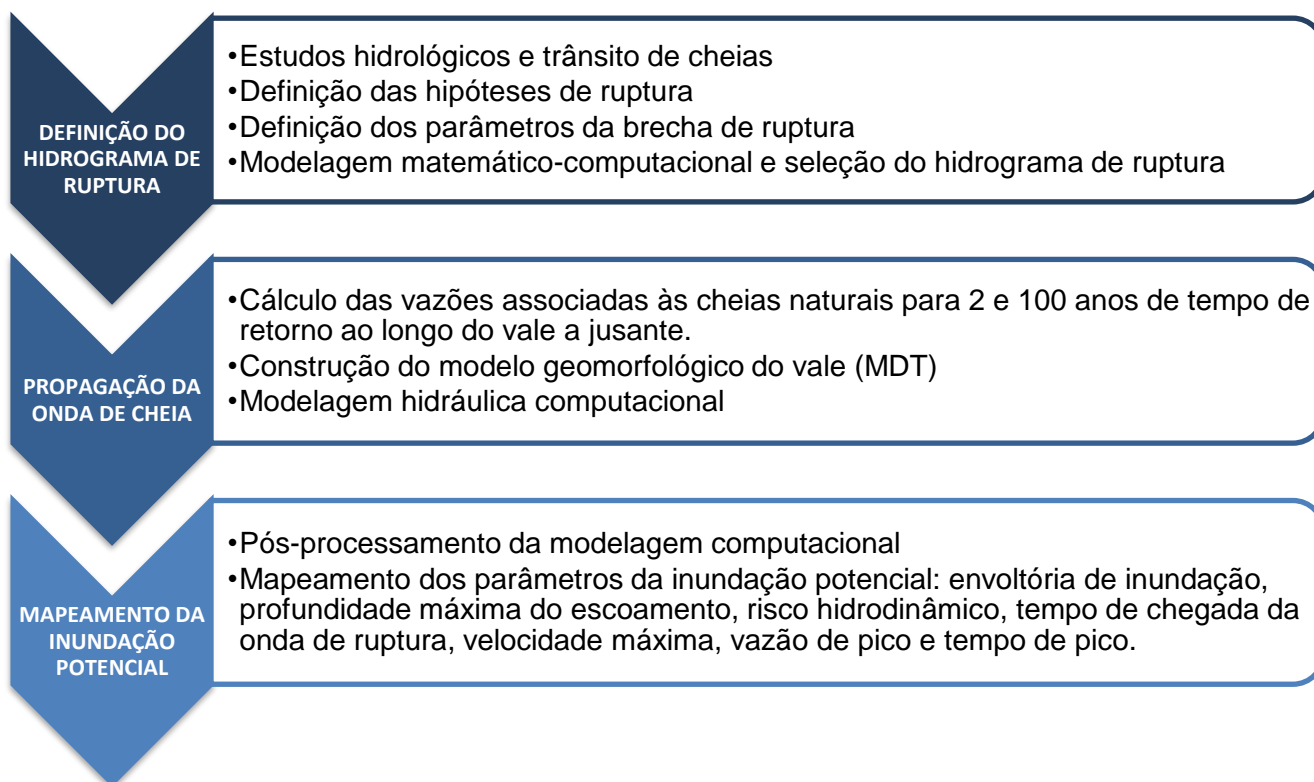 DEFINIÇÃO DO
HIDROGRAMA DE
RUPTURA
•Estudos hidrológicos e trânsito de cheias
•Definição das hipóteses de ruptura
•Definição dos parâmetros da brecha de ruptura
•Modelagem matemático-computacional e seleção do hidrograma de ruptura
PROPAGAÇÃO DA
ONDA DE CHEIA
•Cálculo das vazões associadas às cheias naturais para 2 e 100 anos de tempo de
retorno ao longo do vale a jusante.
•Construção do modelo geomorfológico do vale (MDT)
•Modelagem hidráulica computacional
MAPEAMENTO DA
INUNDAÇÃO
POTENCIAL
•Pós-processamento da modelagem computacional
•Mapeamento dos parâmetros da inundação potencial: envoltória de inundação,
profundidade máxima do escoamento, risco hidrodinâmico, tempo de chegada da
onda de ruptura, velocidade máxima, vazão de pico e tempo de pico.